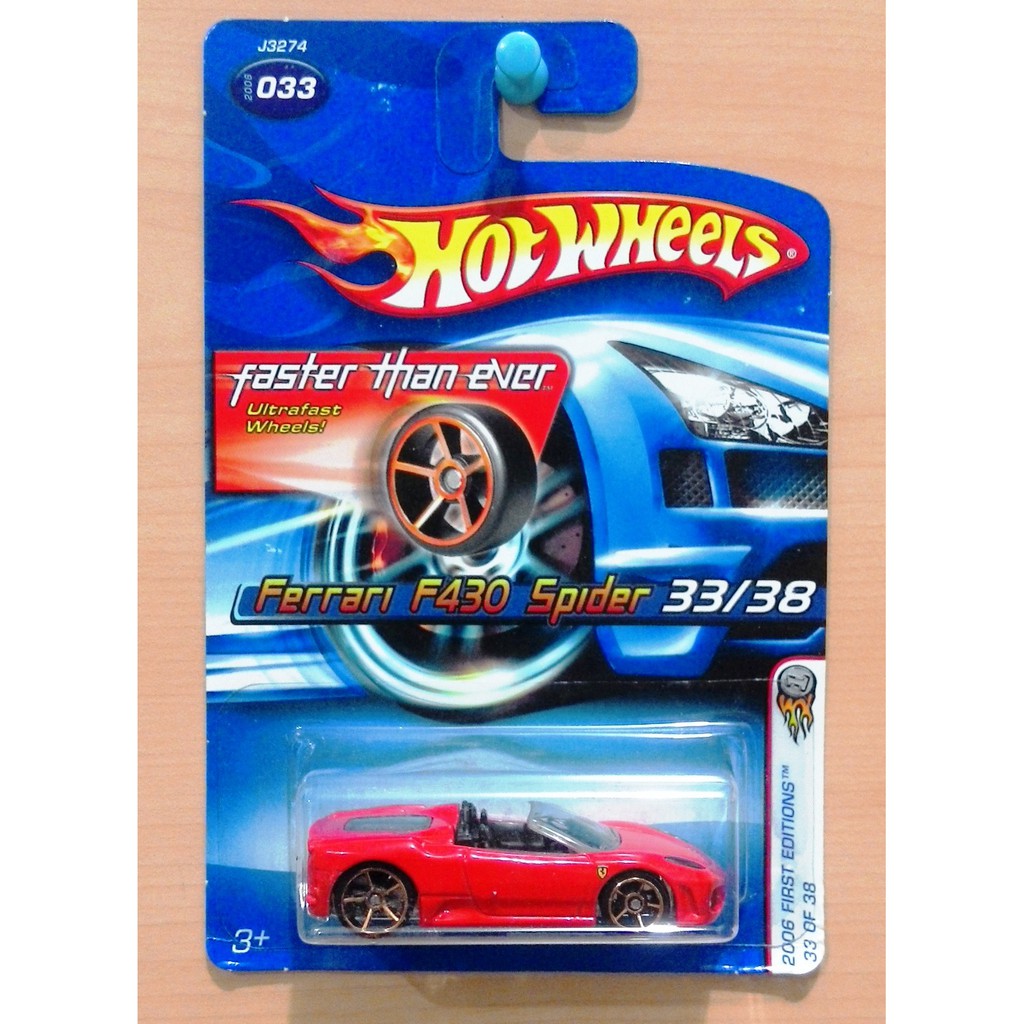 J3274
2006 033
HOT WHEELS®
faster than ever™
Ultrafast
Wheels!
Ferrari F430 Spider 33/38
2006 FIRST EDITIONS™
33 OF 38
3+